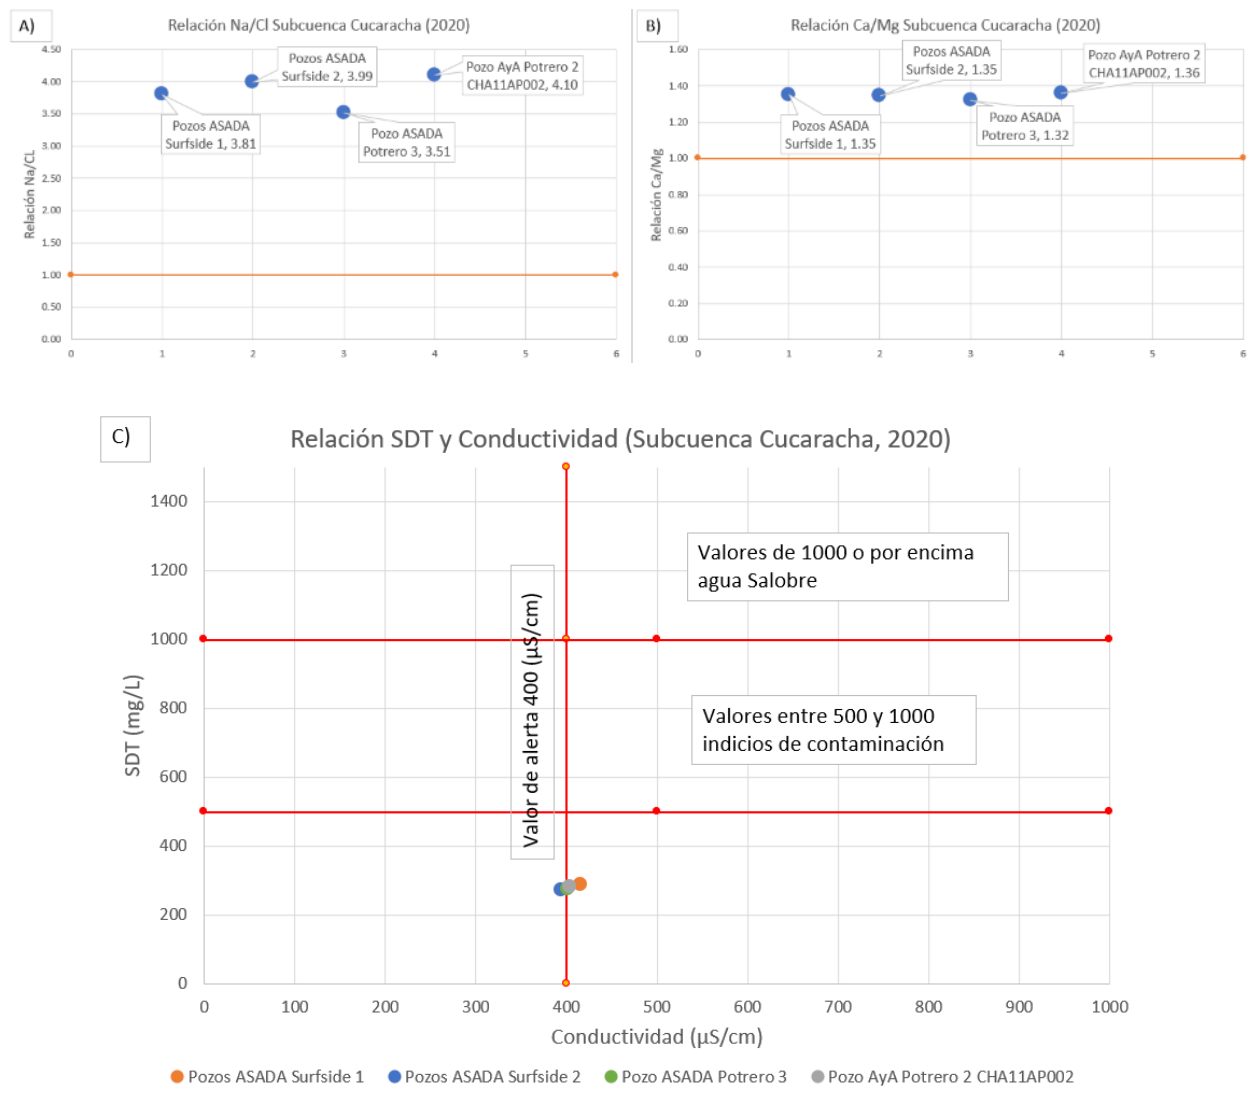 A)
Relación Na/Cl Subcuenca Cucaracha (2020)
4.50
4.00
3.50
3.00
2.50
2.00
1.50
1.00
0.50
0.00
Relación Na/CL
Pozos ASADA
Surfside 1, 3.81
Pozos ASADA
Surfside 2, 3.99
Pozo ASADA
Potrero 3, 3.51
Pozo AyA Potrero 2
CHA11AP002, 4.10
0 1 2 3 4 5 6
B)
Relación Ca/Mg Subcuenca Cucaracha (2020)
1.60
1.40
1.20
1.00
0.80
0.60
0.40
0.20
0.00
Relación Ca/Mg
Pozos ASADA
Surfside 1, 1.35
Pozos ASADA
Surfside 2, 1.35
Pozo ASADA
Potrero 3, 1.32
Pozo AyA Potrero 2
CHA11AP002, 1.36
0 1 2 3 4 5 6
C)
Relación SDT y Conductividad (Subcuenca Cucaracha, 2020)
1400
1200
1000
800
600
400
200
0
SDT (mg/L)
Valor de alerta 400 (µS/cm)
Valores de 1000 o por encima
agua Salobre
Valores entre 500 y 1000
indicios de contaminación
0 100 200 300 400 500 600 700 800 900 1000
Conductividad (µS/cm)
Pozos ASADA Surfside 1 Pozos ASADA Surfside 2 Pozo ASADA Potrero 3 Pozo AyA Potrero 2 CHA11AP002